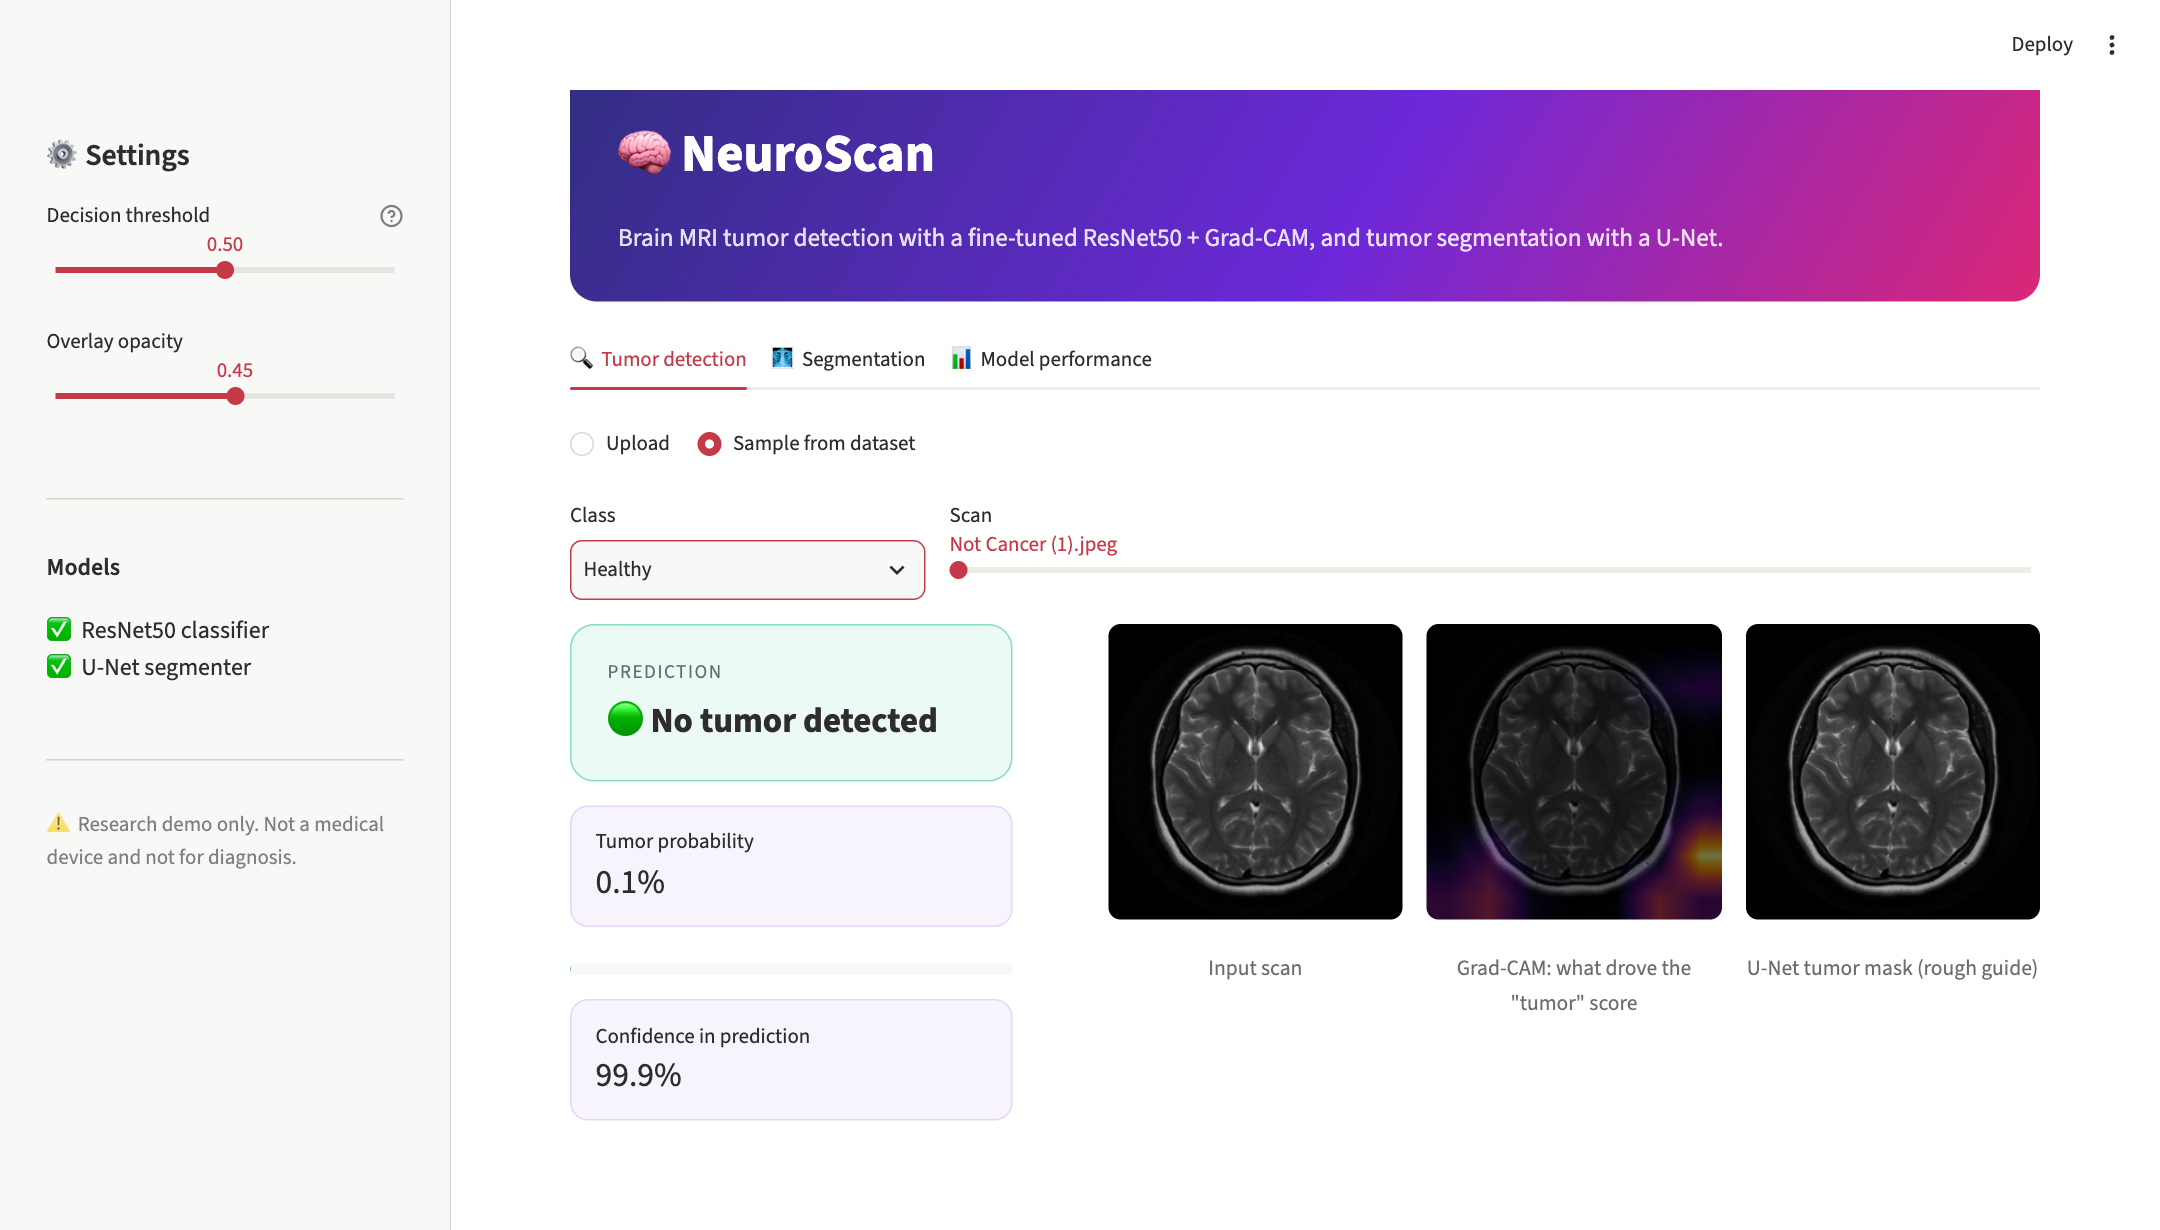 Deploy
Settings
Decision threshold
0.50
Overlay opacity
0.45
Models
ResNet50 classifier
U-Net segmenter
Research demo only. Not a medical
device and not for diagnosis.
NeuroScan
Brain MRI tumor detection with a fine-tuned ResNet50 + Grad-CAM, and tumor segmentation with a U-Net.
Tumor detection
Segmentation
Model performance
Upload
Sample from dataset
Class
Healthy
Scan
Not Cancer (1).jpeg
PREDICTION
No tumor detected
Tumor probability
0.1%
Confidence in prediction
99.9%
Input scan
Grad-CAM: what drove the
"tumor" score
U-Net tumor mask (rough guide)